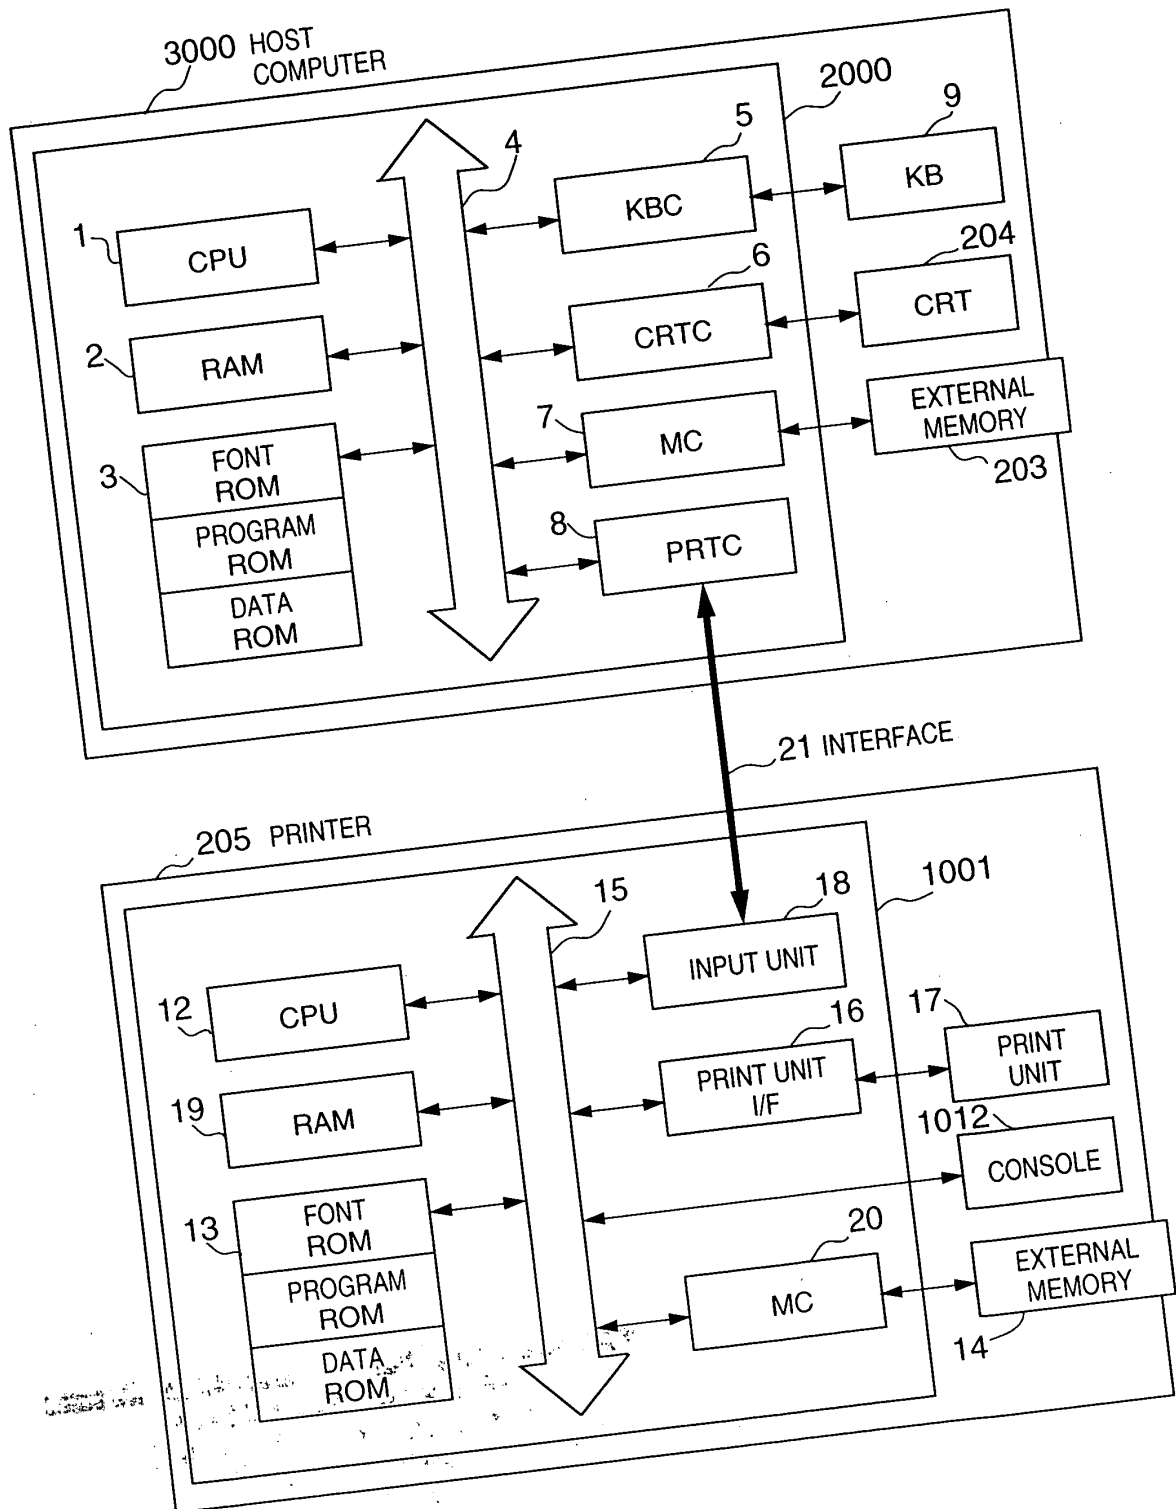 3000 HOST
COMPUTER
2000
9
5
4
KB
KBC
1
CPU
204
6
CRT
CRTC
2
RAM
EXTERNAL
MEMORY
7
MC
203
3
FONT
ROM
8
PRTC
PROGRAM
ROM
DATA
ROM
21 INTERFACE
205 PRINTER
15
18
1001
INPUT UNIT
12
CPU
16
17
PRINT
UNIT
PRINT UNIT
I/F
19
RAM
1012
CONSOLE
13
FONT
ROM
20
EXTERNAL
MEMORY
MC
PROGRAM
ROM
14
DATA
ROM